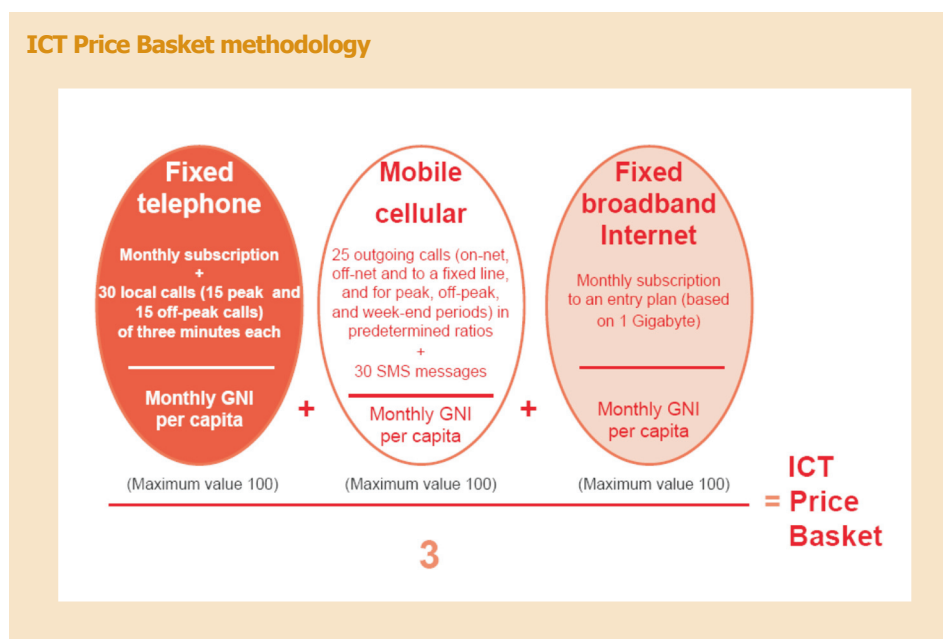 ICT Price Basket methodology
Fixed
telephone
Monthly subscription
+
30 local calls (15 peak and
15 off-peak calls)
of three minutes each
Monthly GNI
per capita
(Maximum value 100)
+
Mobile
cellular
25 outgoing calls (on-net,
off-net and to a fixed line,
and for peak, off-peak,
and week-end periods) in
predetermined ratios
+
30 SMS messages
Monthly GNI
per capita
(Maximum value 100)
+
Fixed
broadband
Internet
Monthly subscription
to an entry plan (based
on 1 Gigabyte)
Monthly GNI
per capita
(Maximum value 100)
3
=
ICT
Price
Basket